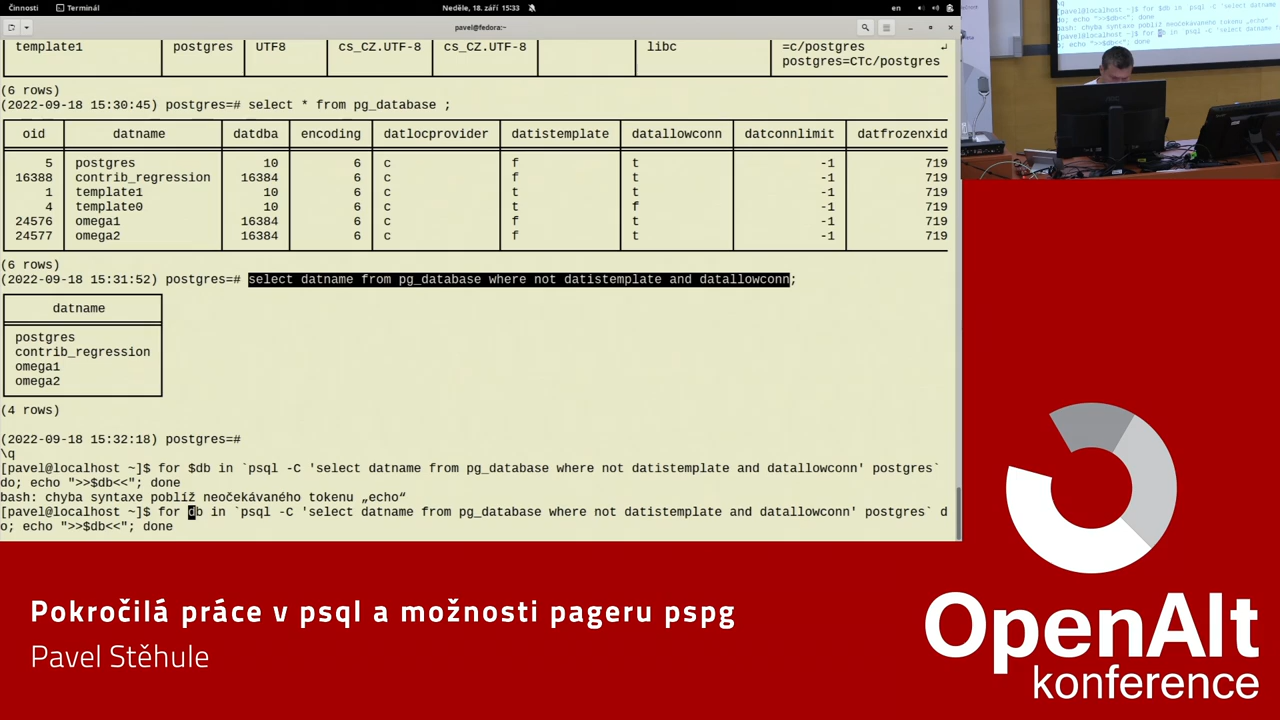 Činnosti
Terminál
Neděle, 18. září 15:33
en
pavel@fedora:~
template1 postgres UTF8 cs_CZ.UTF-8 cs_CZ.UTF-8 libc =c/postgres ↵
postgres=CTc/postgres
(6 rows)
(2022-09-18 15:30:45) postgres=# select * from pg_database ;
oid datname datdba encoding datlocprovider datistemplate datallowconn datconnlimit datfrozenxid
5 postgres 10 6 c f t -1 719
16388 contrib_regression 16384 6 c f t -1 719
1 template1 10 6 c t t -1 719
4 template0 10 6 c t f -1 719
24576 omega1 16384 6 c f t -1 719
24577 omega2 16384 6 c f t -1 719
(6 rows)
(2022-09-18 15:31:52) postgres=# select datname from pg_database where not datistemplate and datallowconn;
datname
postgres
contrib_regression
omega1
omega2
(4 rows)
(2022-09-18 15:32:18) postgres=#
\q
[pavel@localhost ~]$ for $db in `psql -C 'select datname from pg_database where not datistemplate and datallowconn' postgres`
do; echo ">>$db<<"; done
bash: chyba syntaxe poblíž neočekávaného tokenu „echo“
[pavel@localhost ~]$ for db in `psql -C 'select datname from pg_database where not datistemplate and datallowconn' postgres` d
o; echo ">>$db<<"; done
Pokročilá práce v psql a možnosti pageru pspg
Pavel Stěhule
OpenAlt
konference